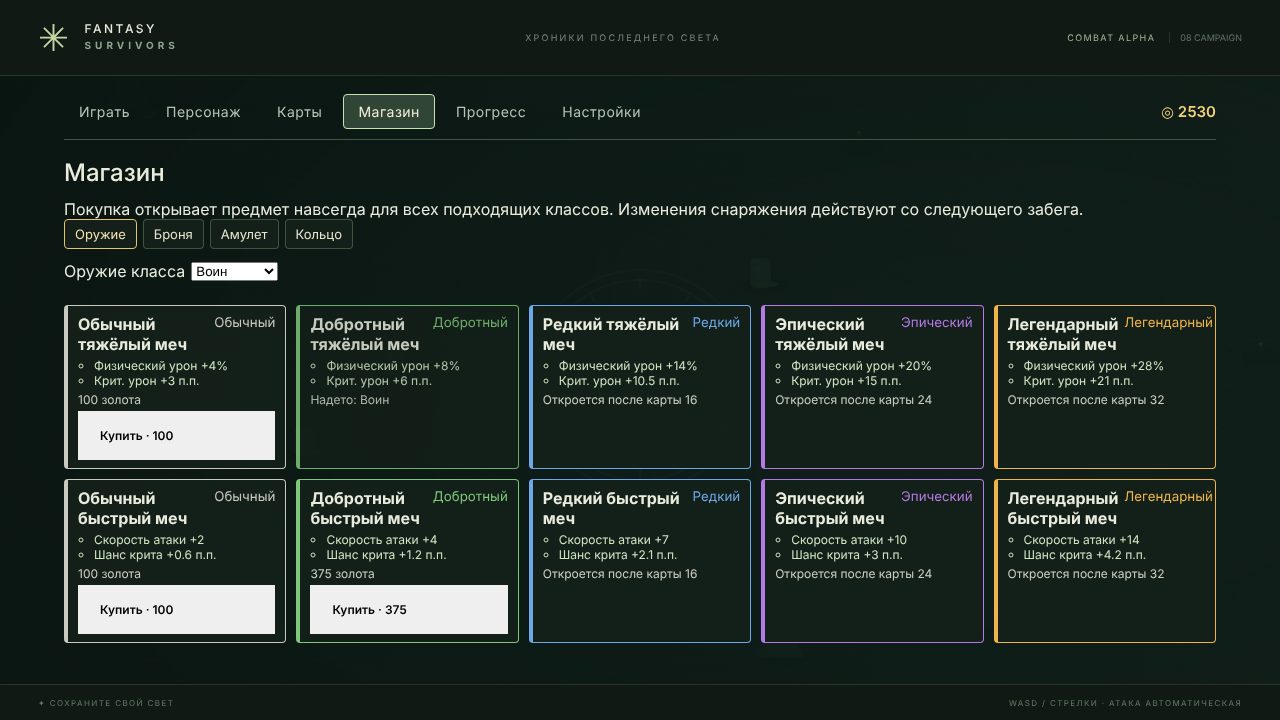 FANTASY
SURVIVORS
ХРОНИКИ ПОСЛЕДНЕГО СВЕТА
COMBAT ALPHA
08 CAMPAIGN
Играть
Персонаж
Карты
Магазин
Прогресс
Настройки
◎ 2530
Магазин
Покупка открывает предмет навсегда для всех подходящих классов. Изменения снаряжения действуют со следующего забега.
Оружие
Броня
Амулет
Кольцо
Оружие класса Воин
Обычный тяжёлый меч
Обычный
Физический урон +4%
Крит. урон +3 п.п.
100 золота
Купить · 100
Добротный тяжёлый меч
Добротный
Физический урон +8%
Крит. урон +6 п.п.
Надето: Воин
Редкий тяжёлый меч
Редкий
Физический урон +14%
Крит. урон +10.5 п.п.
Откроется после карты 16
Эпический тяжёлый меч
Эпический
Физический урон +20%
Крит. урон +15 п.п.
Откроется после карты 24
Легендарный тяжёлый меч
Легендарный
Физический урон +28%
Крит. урон +21 п.п.
Откроется после карты 32
Обычный быстрый меч
Обычный
Скорость атаки +2
Шанс крита +0.6 п.п.
100 золота
Купить · 100
Добротный быстрый меч
Добротный
Скорость атаки +4
Шанс крита +1.2 п.п.
375 золота
Купить · 375
Редкий быстрый меч
Редкий
Скорость атаки +7
Шанс крита +2.1 п.п.
Откроется после карты 16
Эпический быстрый меч
Эпический
Скорость атаки +10
Шанс крита +3 п.п.
Откроется после карты 24
Легендарный быстрый меч
Легендарный
Скорость атаки +14
Шанс крита +4.2 п.п.
Откроется после карты 32
✦ СОХРАНИТЕ СВОЙ СВЕТ
WASD / СТРЕЛКИ · АТАКА АВТОМАТИЧЕСКАЯ